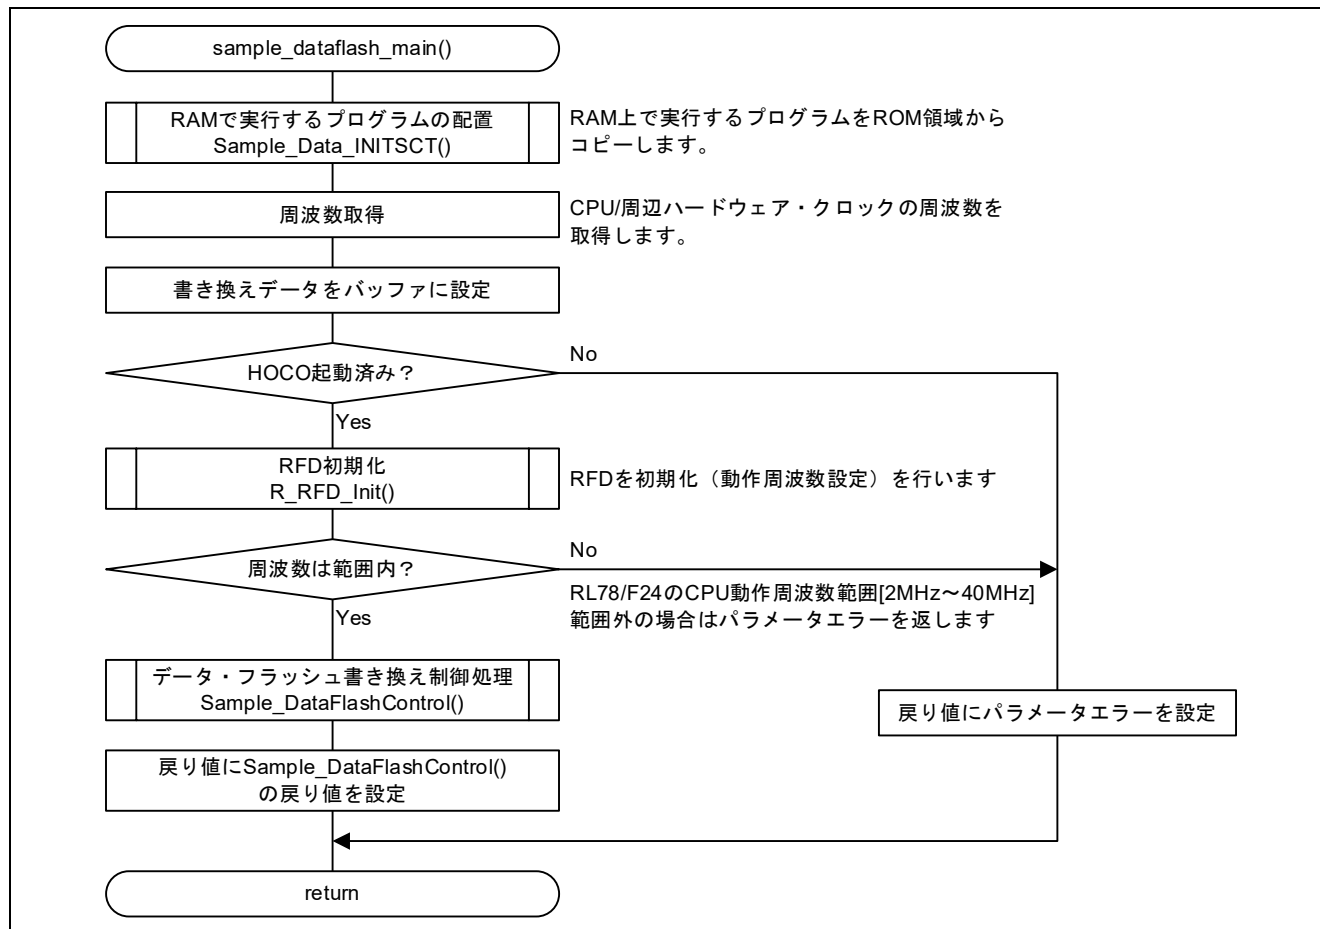 sample_dataflash_main()
RAMで実行するプログラムの配置
Sample_Data_INITSCT()
RAM上で実行するプログラムをROM領域から
コピーします。
周波数取得
CPU/周辺ハードウェア・クロックの周波数を
取得します。
書き換えデータをバッファに設定
HOCO起動済み？
No
Yes
RFD初期化
R_RFD_Init()
RFDを初期化（動作周波数設定）を行います
周波数は範囲内？
No
RL78/F24のCPU動作周波数範囲[2MHz～40MHz]
範囲外の場合はパラメータエラーを返します
Yes
データ・フラッシュ書き換え制御処理
Sample_DataFlashControl()
戻り値にパラメータエラーを設定
戻り値にSample_DataFlashControl()
の戻り値を設定
return